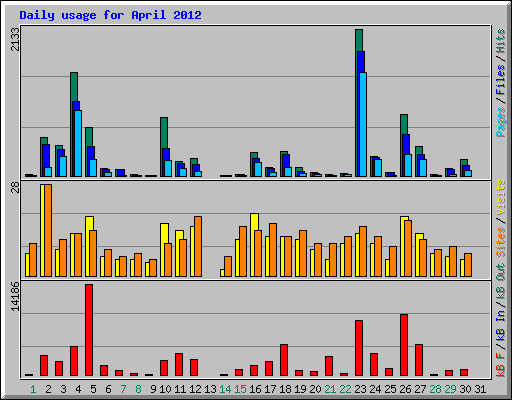 Daily usage for April 2012
2133
Pages / Files / Hits
28
Sites / Visits
14186
kB F / kB In / kB Out
1 2 3 4 5 6 7 8 9 10 11 12 13 14 15 16 17 18 19 20 21 22 23 24 25 26 27 28 29 30 31